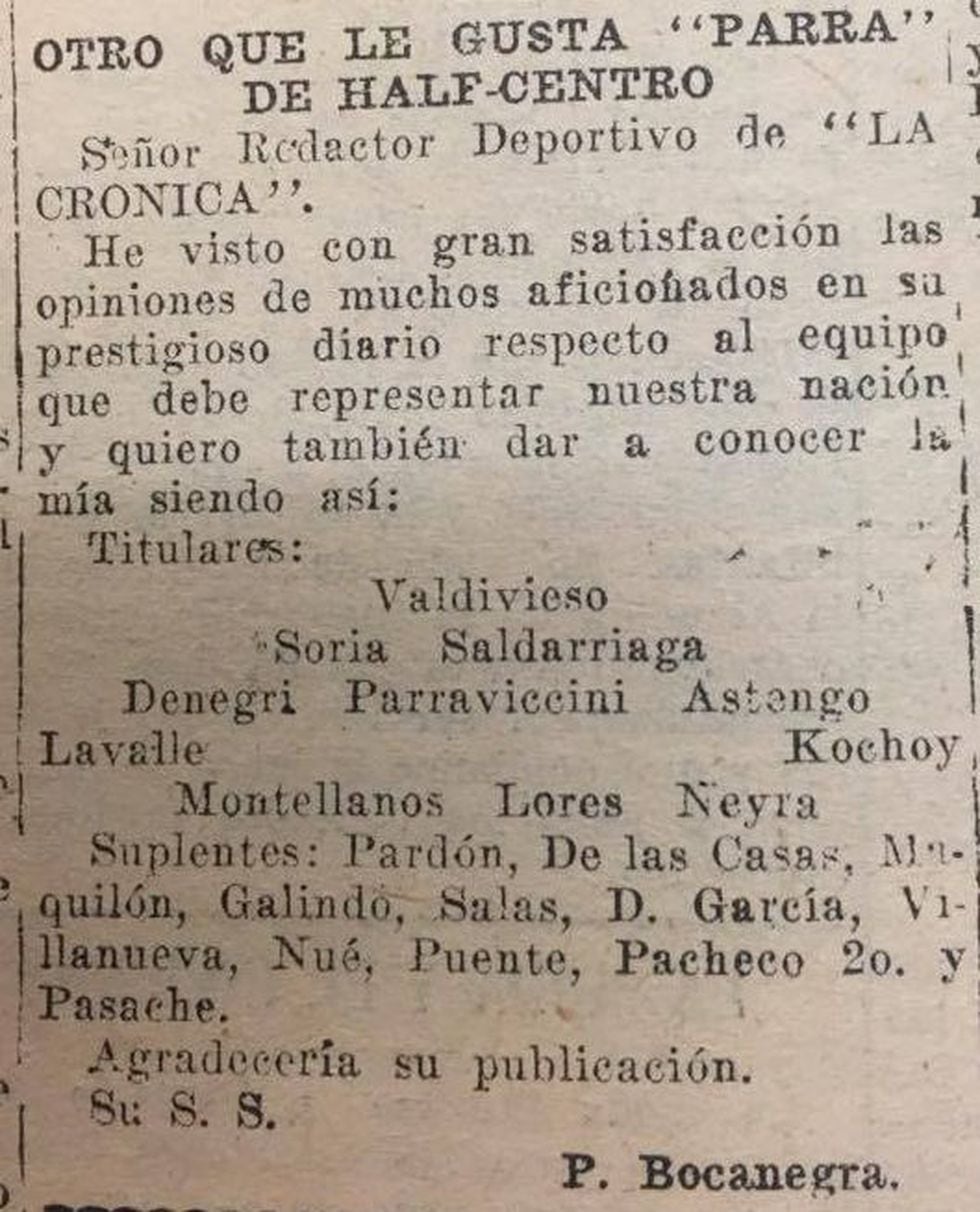 OTRO QUE LE GUSTA “PARRA”
DE HALF-CENTRO
Señor Redactor Deportivo de “LA
CRONICA”.
He visto con gran satisfacción las
opiniones de muchos aficionados en su
prestigioso diario respecto al equipo
que debe representar nuestra nación
y quiero también dar a conocer la
mía siendo así:
Titulares:
Valdivieso
Soria Saldarriaga
Denegri Parraviccini Astengo
Lavalle Kochoy
Montellanos Lores Neyra
Suplentes: Pardón, De las Casas, Ma-
quilón, Galindo, Salas, D. García, Vi-
llanueva, Nué, Puente, Pacheco 2o. y
Pasache.
Agradecería su publicación.
Su S. S.
P. Bocanegra.